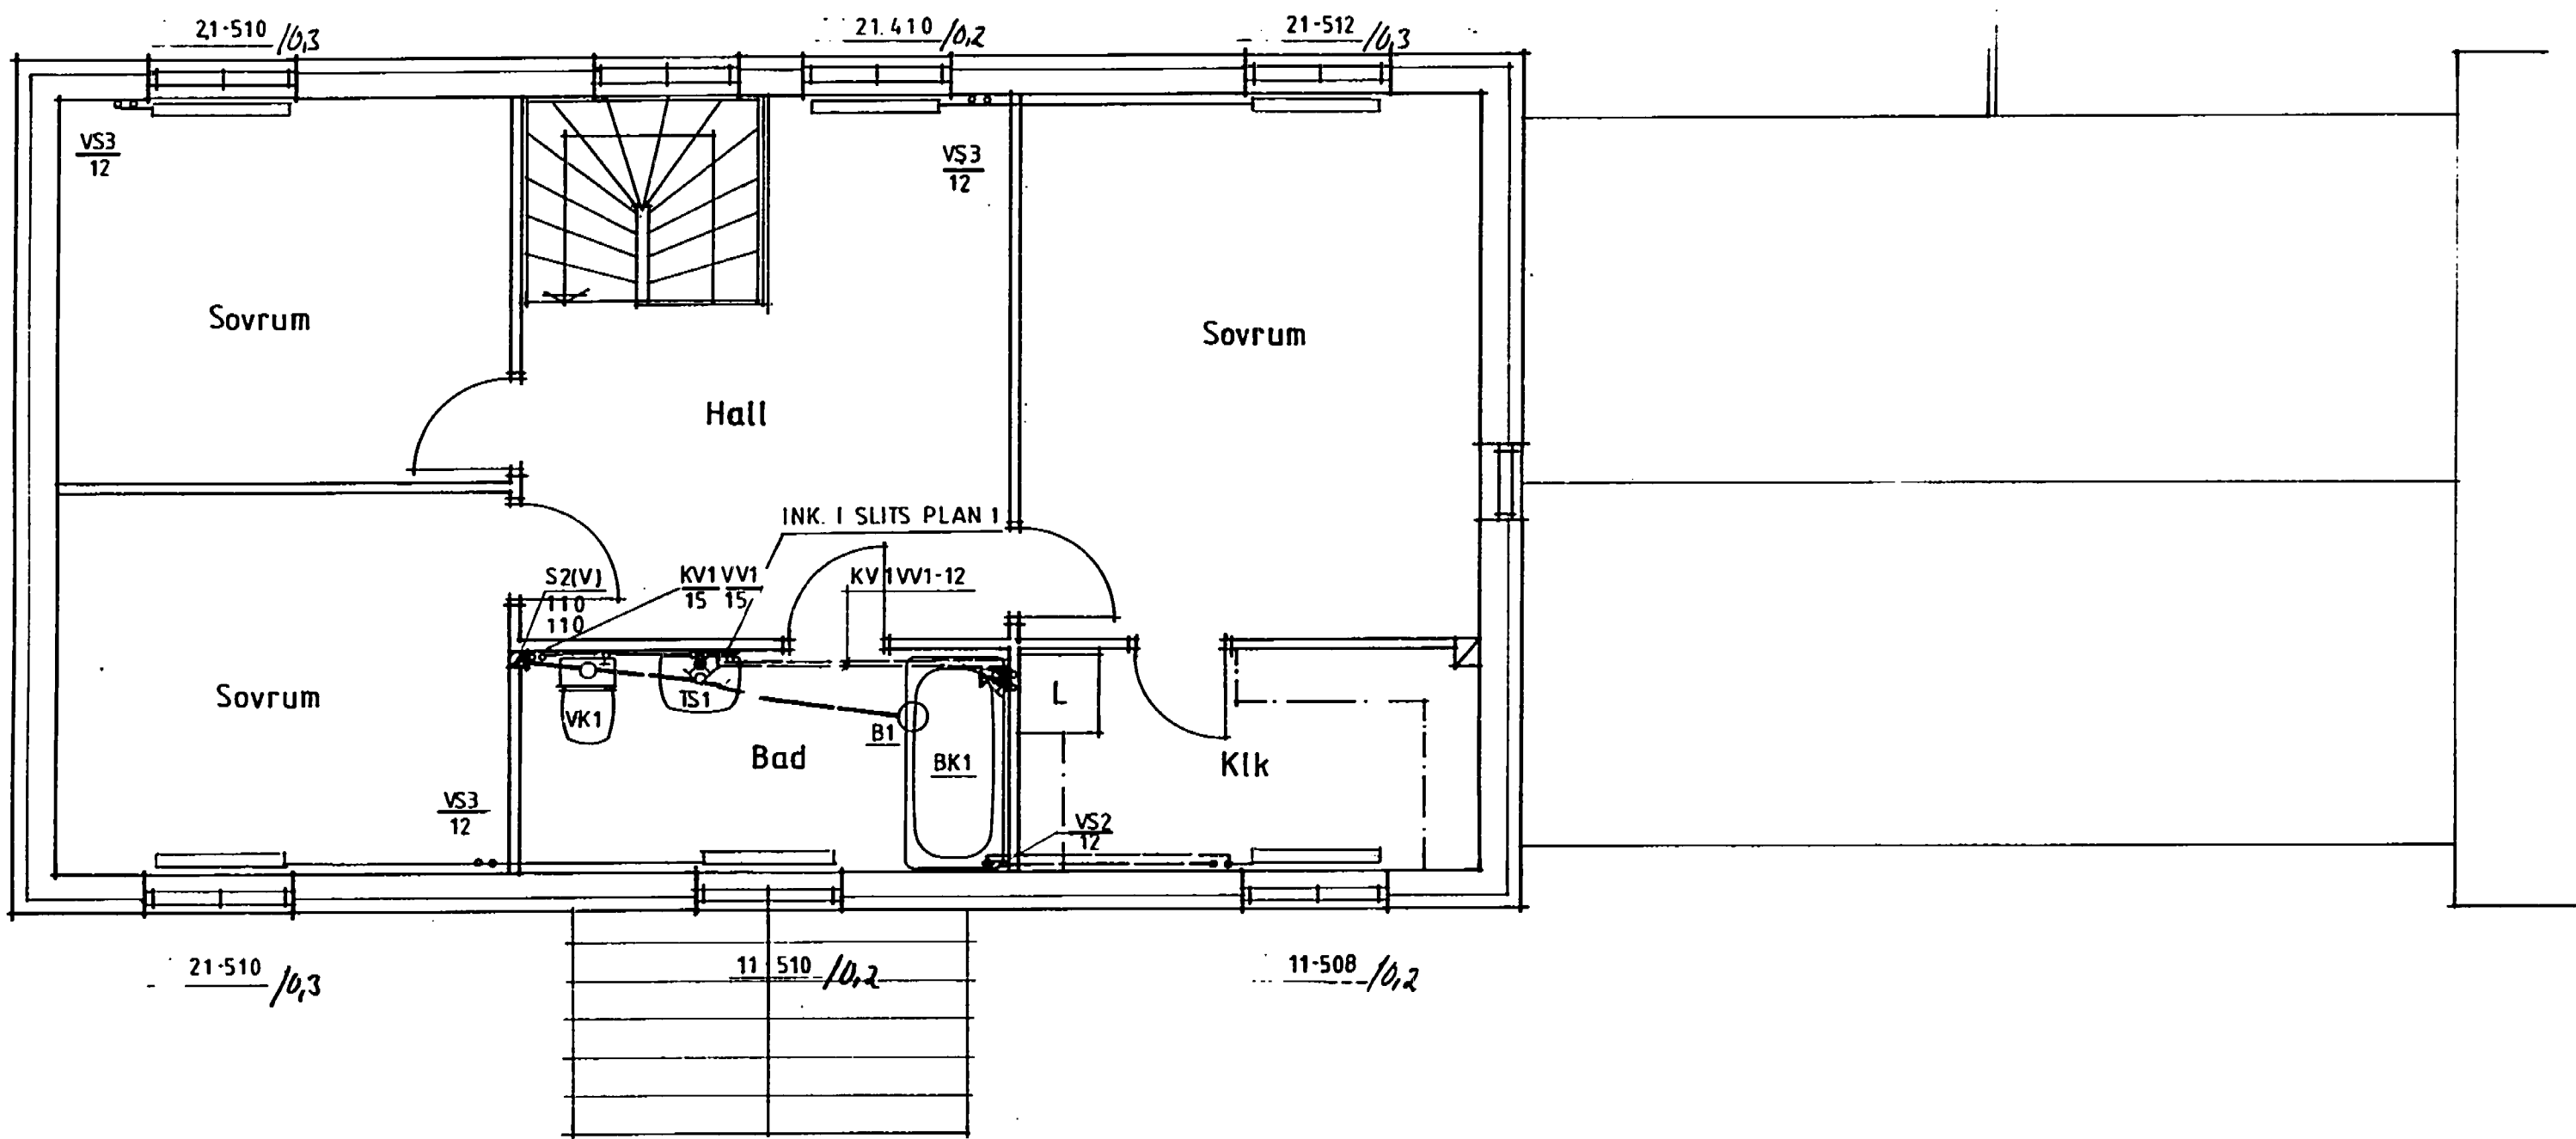 21-510 /0,3
21.410 /0,2
21-512 /0,3
VS3
12
VS3
12
Sovrum
Sovrum
Hall
INK. I SLITS PLAN 1
S2(V)
110
110
KV1 VV1
15 15
KV1VV1-12
Sovrum
VK1
TS1
B1
BK1
L
Bad
Klk
VS3
12
VS2
12
21-510 /0,3
11-510 /0,2
11-508 /0,2